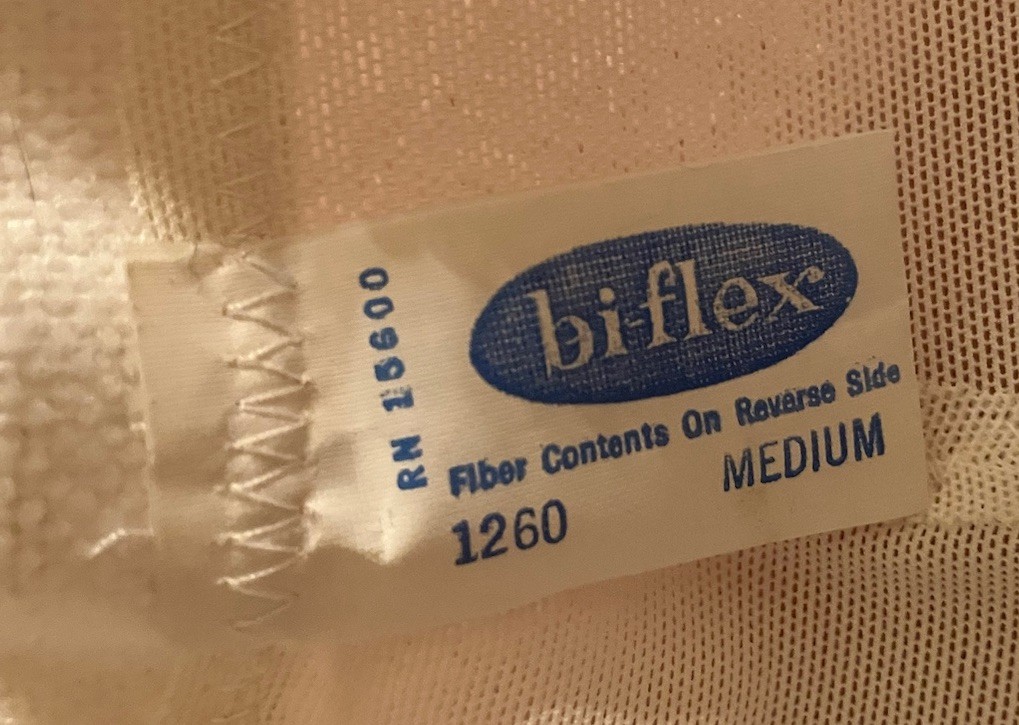 RN 15600
bi-flex
Fiber Contents On Reverse Side
MEDIUM
1260